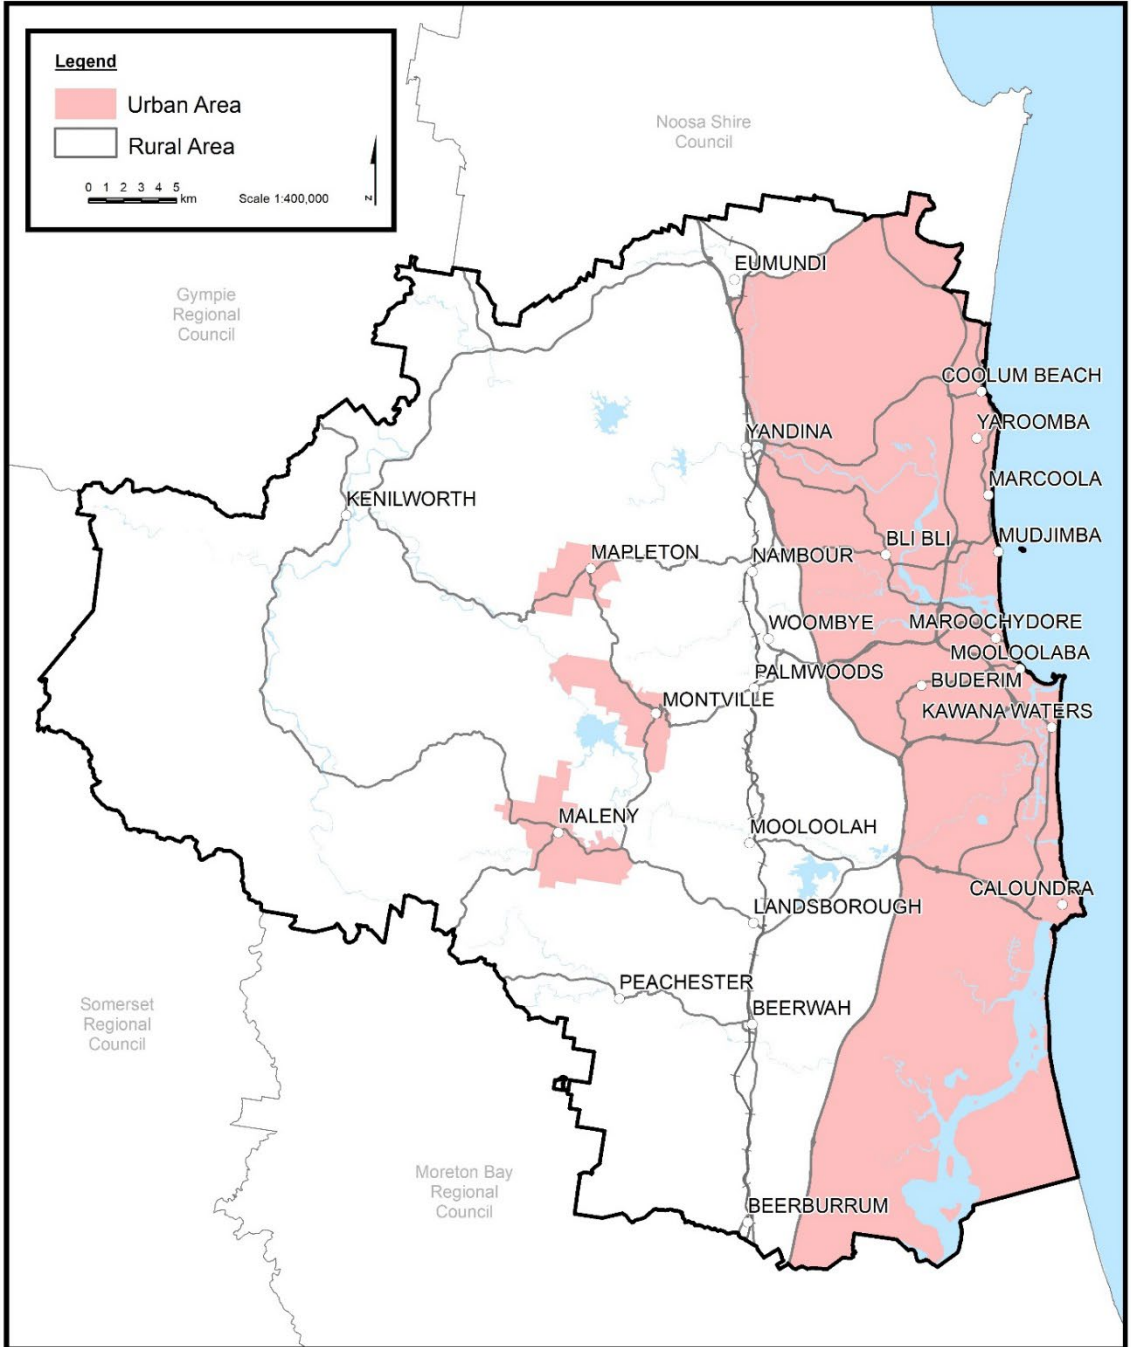 Legend
Urban Area
Rural Area
0 1 2 3 4 5
km
Scale 1:400,000
N
Noosa Shire
Council
Gympie
Regional
Council
EUMUNDI
COOLUM BEACH
YAROOMBA
YANDINA
MARCOOLA
KENILWORTH
MUDJIMBA
BLI BLI
MAPLETON
NAMBOUR
WOOMBYE
MAROOCHYDORE
MOOLOOLABA
PALMWOODS
BUDERIM
MONTVILLE
KAWANA WATERS
MALENY
MOOLOOLAH
CALOUNDRA
LANDSBOROUGH
PEACHESTER
BEERWAH
Somerset
Regional
Council
Moreton Bay
Regional
Council
BEERBURRUM